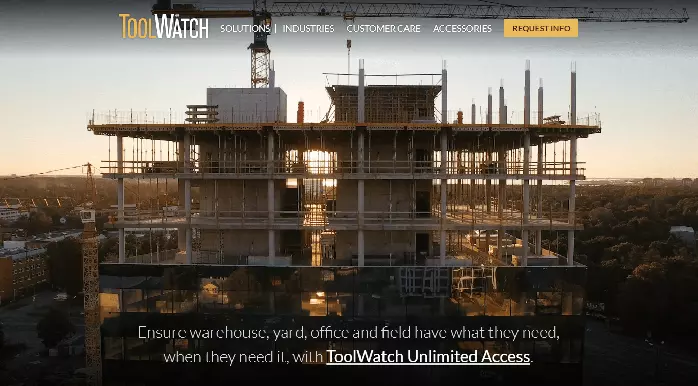 TOOLWATCH SOLUTIONS | INDUSTRIES CUSTOMER CARE ACCESSORIES REQUEST INFO
Ensure warehouse, yard, office and field have what they need,
when they need it, with ToolWatch Unlimited Access.